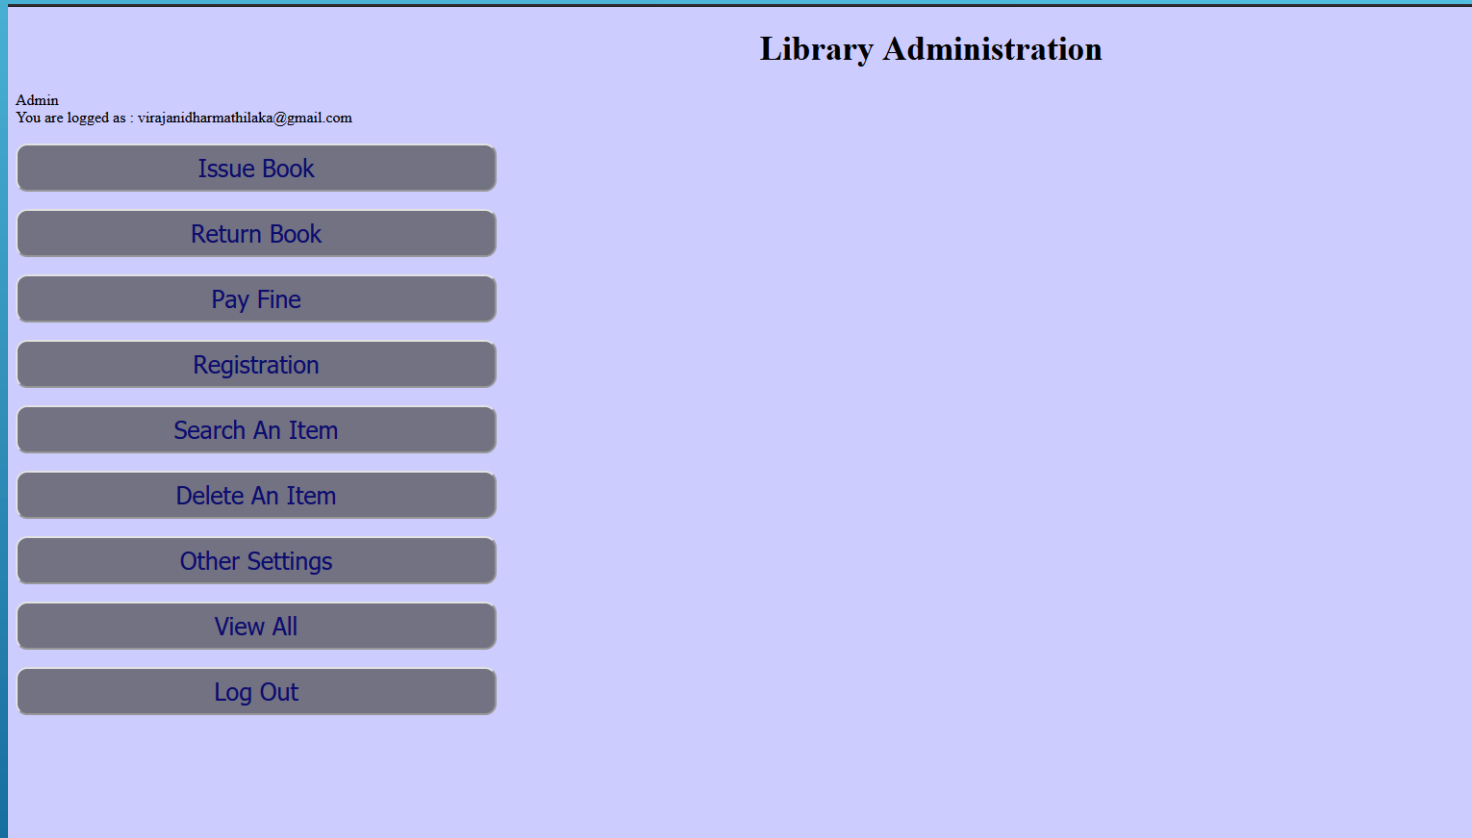 Library Administration
Admin
You are logged as : virajanidharmathilaka@gmail.com
Issue Book
Return Book
Pay Fine
Registration
Search An Item
Delete An Item
Other Settings
View All
Log Out